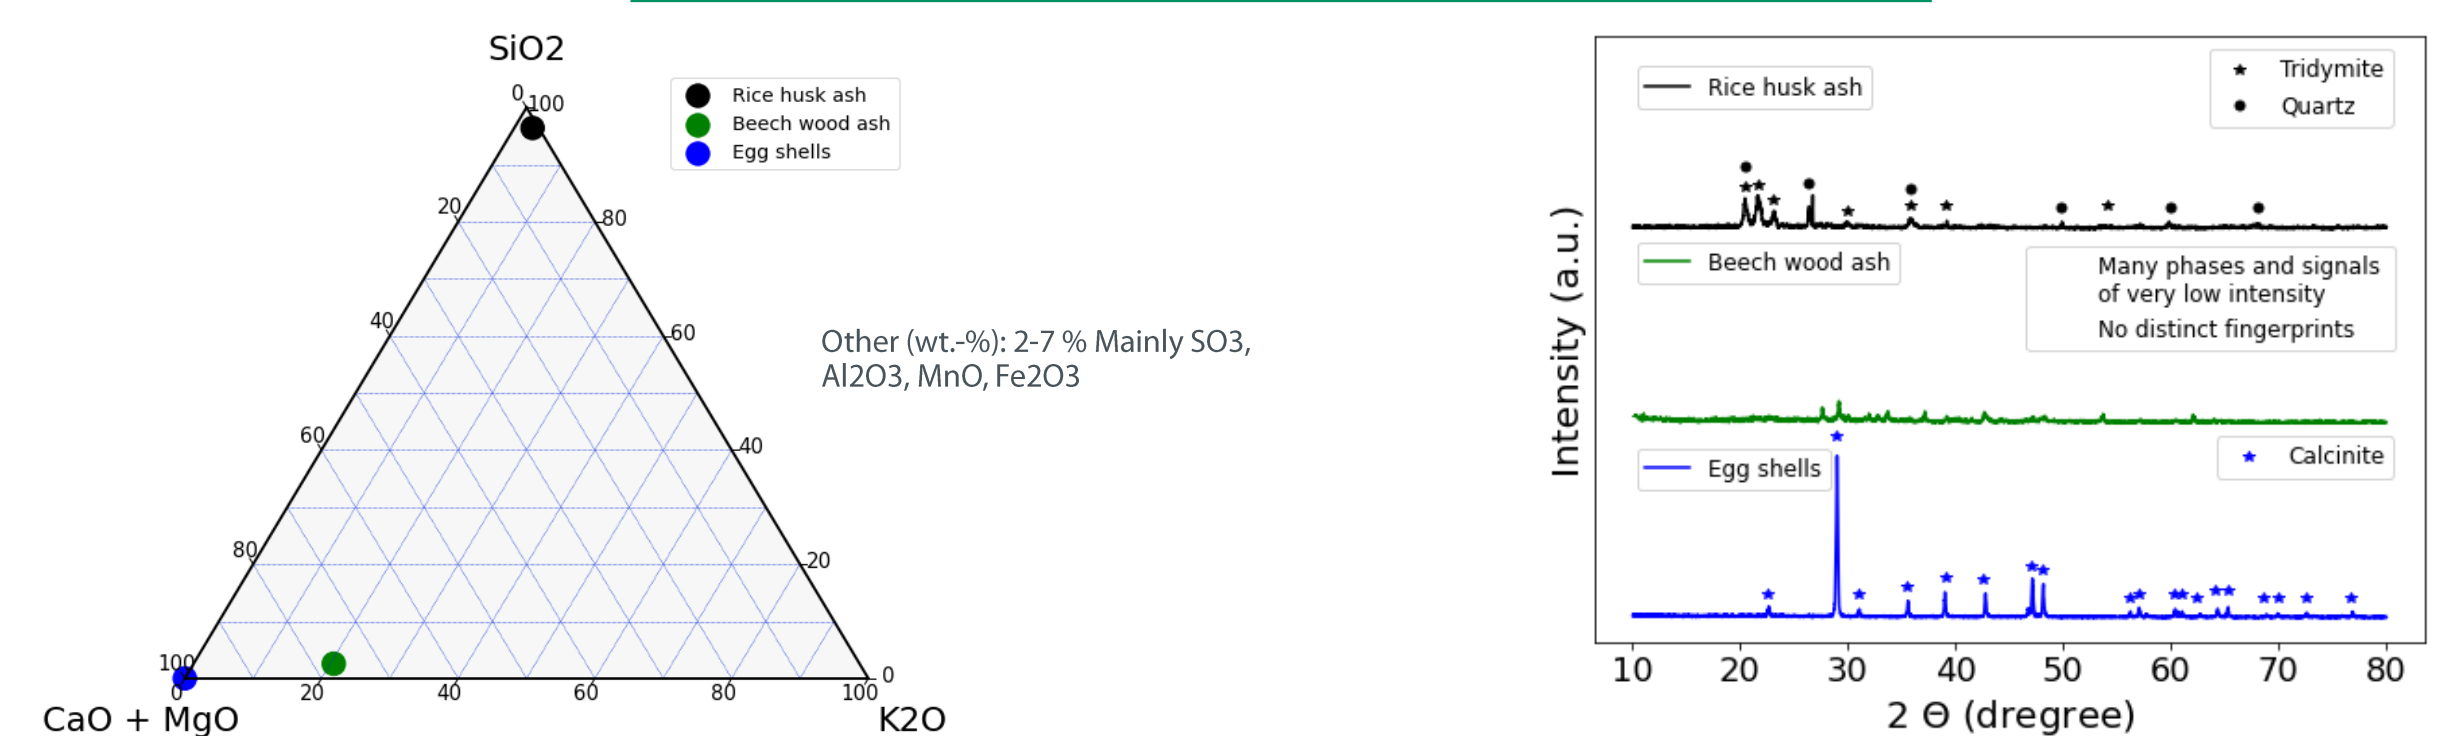 SiO2
0
100
20
80
40
60
60
40
80
20
100
0
0
20
40
60
80
100
CaO + MgO
K2O
Rice husk ash
Beech wood ash
Egg shells
Other (wt.-%): 2-7 % Mainly SO3,
Al2O3, MnO, Fe2O3
Intensity (a.u.)
Rice husk ash
Tridymite
Quartz
Beech wood ash
Many phases and signals
of very low intensity
No distinct fingerprints
Egg shells
Calcinite
10 20 30 40 50 60 70 80
2 Θ (dregree)